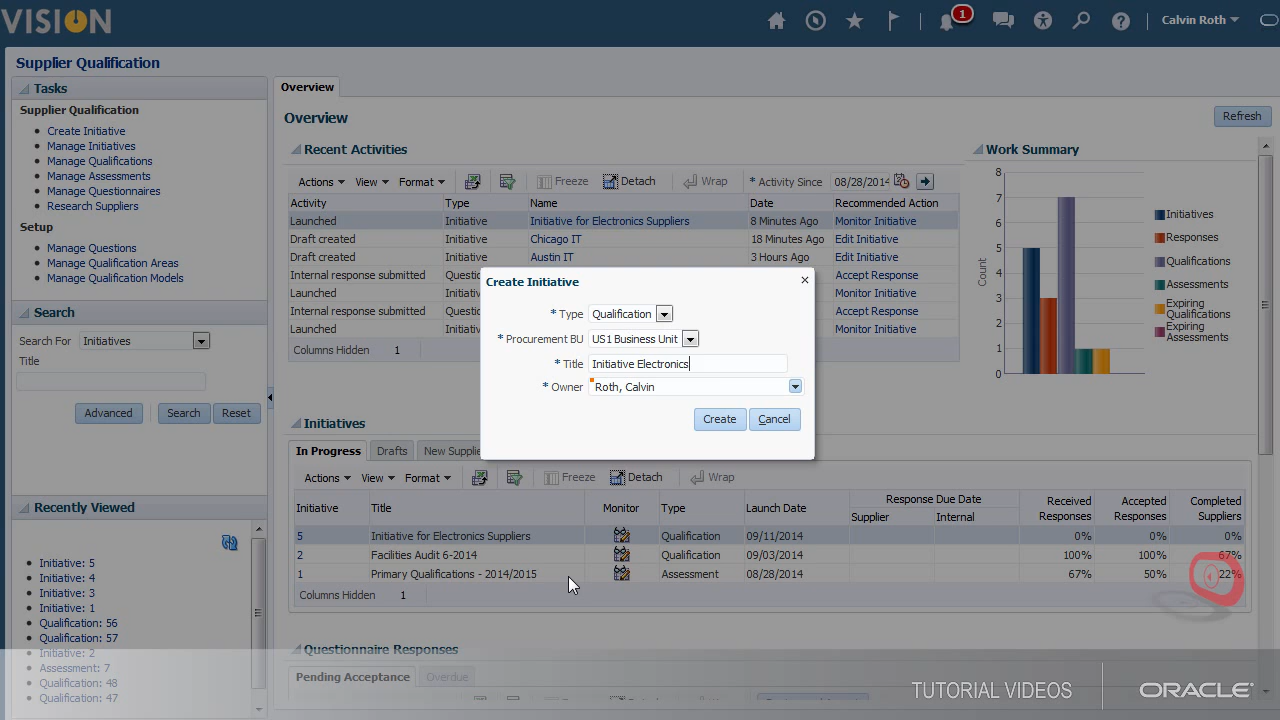 VISION
1
Calvin Roth
Supplier Qualification
Tasks
Supplier Qualification
Create Initiative
Manage Initiatives
Manage Qualifications
Manage Assessments
Manage Questionnaires
Research Suppliers
Setup
Manage Questions
Manage Qualification Areas
Manage Qualification Models
Search
Search For Initiatives
Title
Advanced Search Reset
Recently Viewed
Initiative: 5
Initiative: 4
Initiative: 3
Initiative: 1
Qualification: 56
Qualification: 57
Initiative: 2
Assessment: 7
Qualification: 48
Qualification: 47
Overview
Overview
Refresh
Recent Activities
Actions View Format Freeze Detach Wrap * Activity Since 08/28/2014
Activity Type Name Date Recommended Action
Launched Initiative Initiative for Electronics Suppliers 8 Minutes Ago Monitor Initiative
Draft created Initiative Chicago IT 18 Minutes Ago Edit Initiative
Draft created Initiative Austin IT 3 Hours Ago Edit Initiative
Internal response submitted Accept Response
Launched Monitor Initiative
Internal response submitted Accept Response
Launched Monitor Initiative
Columns Hidden 1
Work Summary
8
7
6
5
4
3
2
1
0
Count
Initiatives
Responses
Qualifications
Assessments
Expiring Qualifications
Expiring Assessments
Create Initiative
* Type Qualification
* Procurement BU US1 Business Unit
* Title Initiative Electronics
* Owner Roth, Calvin
Create Cancel
Initiatives
In Progress Drafts New Supplie
Actions View Format Freeze Detach Wrap
Initiative Title Monitor Type Launch Date Response Due Date Supplier Internal Received Responses Accepted Responses Completed Suppliers
5 Initiative for Electronics Suppliers Qualification 09/11/2014 0% 0% 0%
2 Facilities Audit 6-2014 Qualification 09/03/2014 100% 100% 67%
1 Primary Qualifications - 2014/2015 Assessment 08/28/2014 67% 50% 22%
Columns Hidden 1
Questionnaire Responses
Pending Acceptance Overdue
TUTORIAL VIDEOS
ORACLE